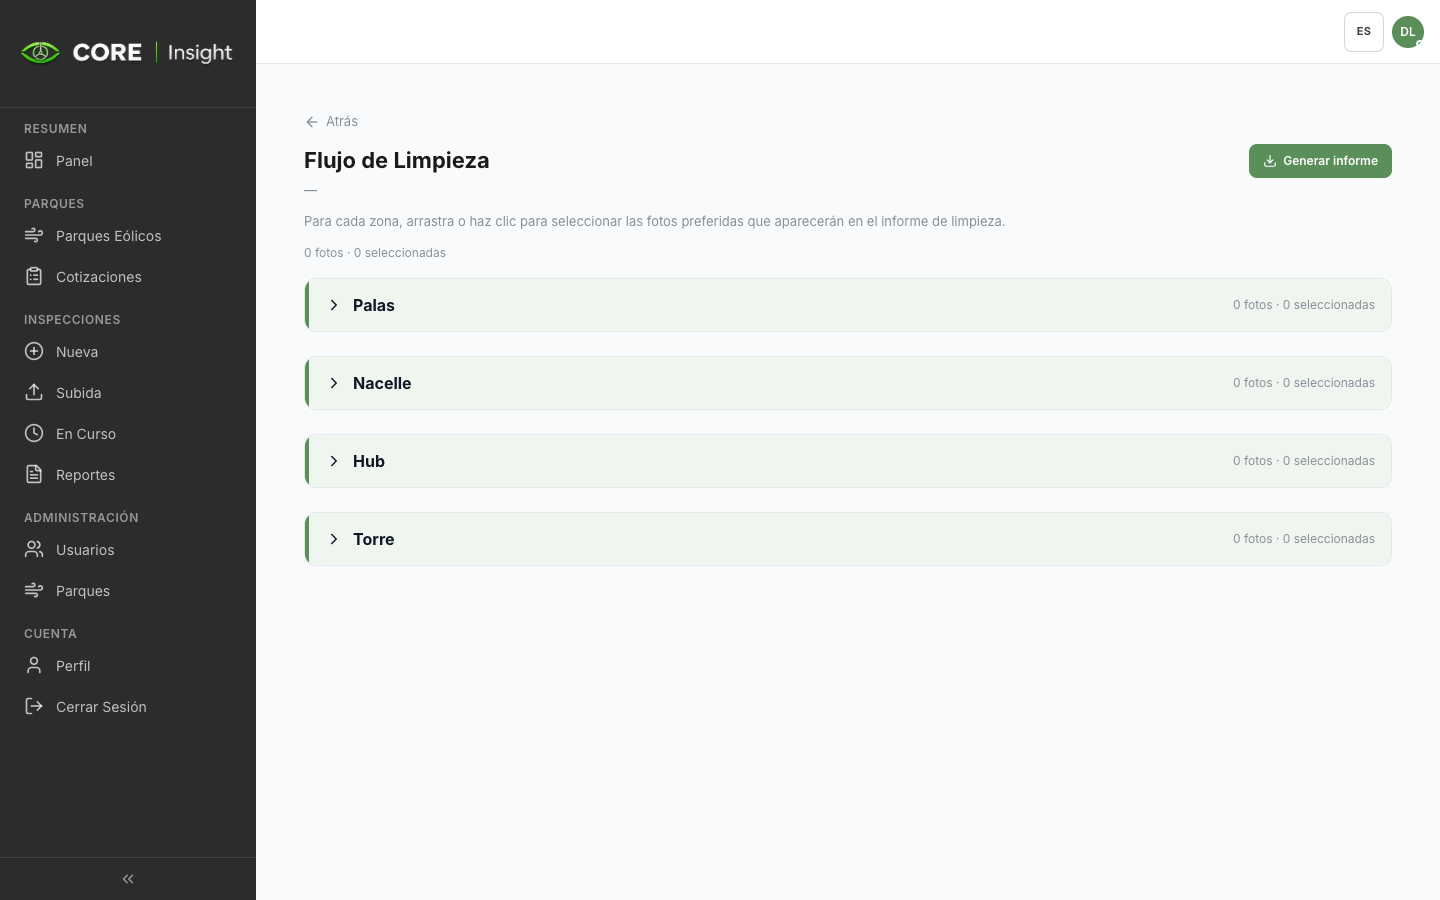 CORE | Insight
RESUMEN
Panel
PARQUES
Parques Eólicos
Cotizaciones
INSPECCIONES
Nueva
Subida
En Curso
Reportes
ADMINISTRACIÓN
Usuarios
Parques
CUENTA
Perfil
Cerrar Sesión
ES
DL
Atrás
Flujo de Limpieza
Generar informe
—
Para cada zona, arrastra o haz clic para seleccionar las fotos preferidas que aparecerán en el informe de limpieza.
0 fotos · 0 seleccionadas
Palas 0 fotos · 0 seleccionadas
Nacelle 0 fotos · 0 seleccionadas
Hub 0 fotos · 0 seleccionadas
Torre 0 fotos · 0 seleccionadas